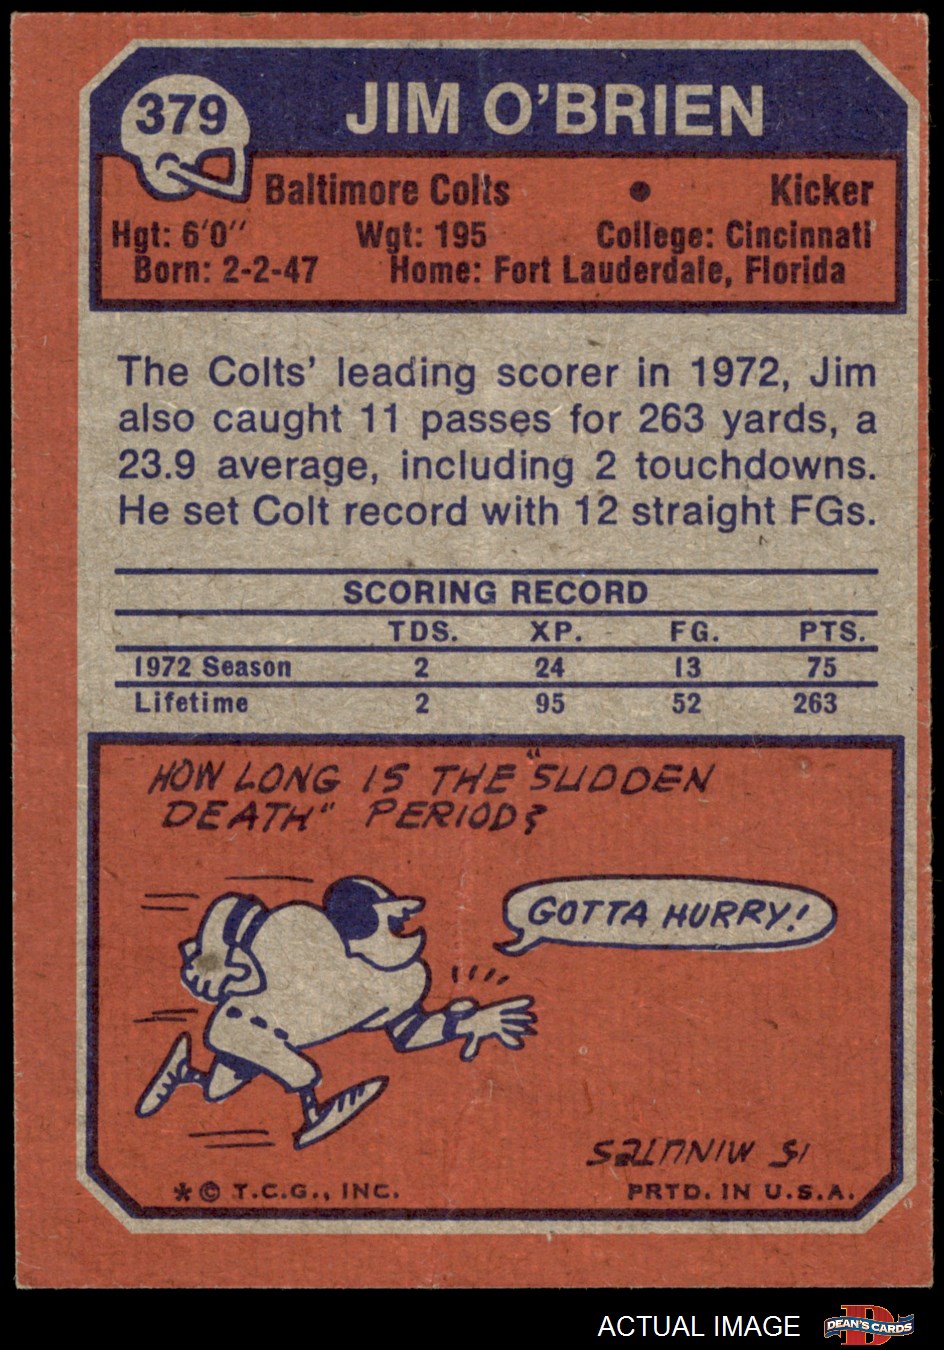 379
JIM O'BRIEN
Baltimore Colts • Kicker
Hgt: 6'0" Wgt: 195 College: Cincinnati
Born: 2-2-47 Home: Fort Lauderdale, Florida
The Colts' leading scorer in 1972, Jim
also caught 11 passes for 263 yards, a
23.9 average, including 2 touchdowns.
He set Colt record with 12 straight FGs.
SCORING RECORD
TDS. XP. FG. PTS.
1972 Season 2 24 13 75
Lifetime 2 95 52 263
HOW LONG IS THE "SUDDEN
DEATH" PERIOD?
GOTTA HURRY!
15 MINUTES
* © T.C.G., INC. PRTD. IN U.S.A.
ACTUAL IMAGE
D
DEAN'S CARDS